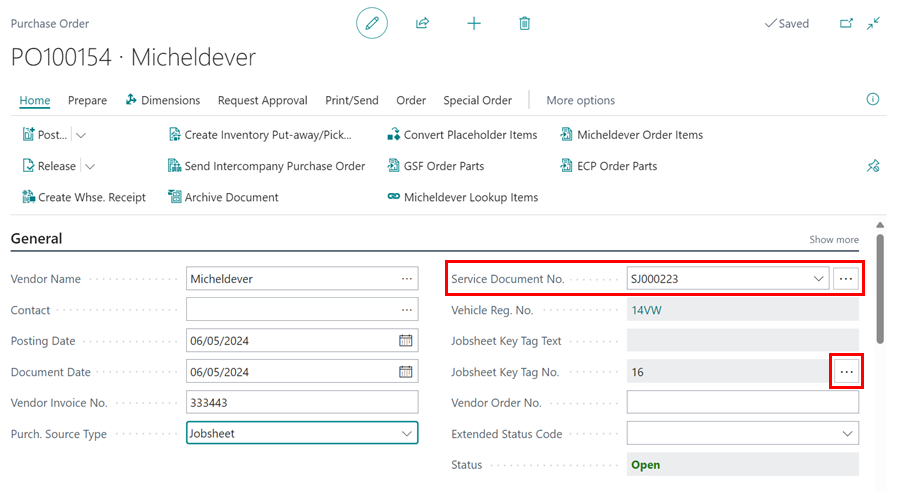 Purchase Order
Saved
PO100154 · Micheldever
Home Prepare Dimensions Request Approval Print/Send Order Special Order More options
Post... Create Inventory Put-away/Pick... Convert Placeholder Items Micheldever Order Items
Release Send Intercompany Purchase Order GSF Order Parts ECP Order Parts
Create Whse. Receipt Archive Document Micheldever Lookup Items
General
Show more
Vendor Name Micheldever
Contact
Posting Date 06/05/2024
Document Date 06/05/2024
Vendor Invoice No. 333443
Purch. Source Type Jobsheet
Service Document No. SJ000223
Vehicle Reg. No. 14VW
Jobsheet Key Tag Text
Jobsheet Key Tag No. 16
Vendor Order No.
Extended Status Code
Status Open